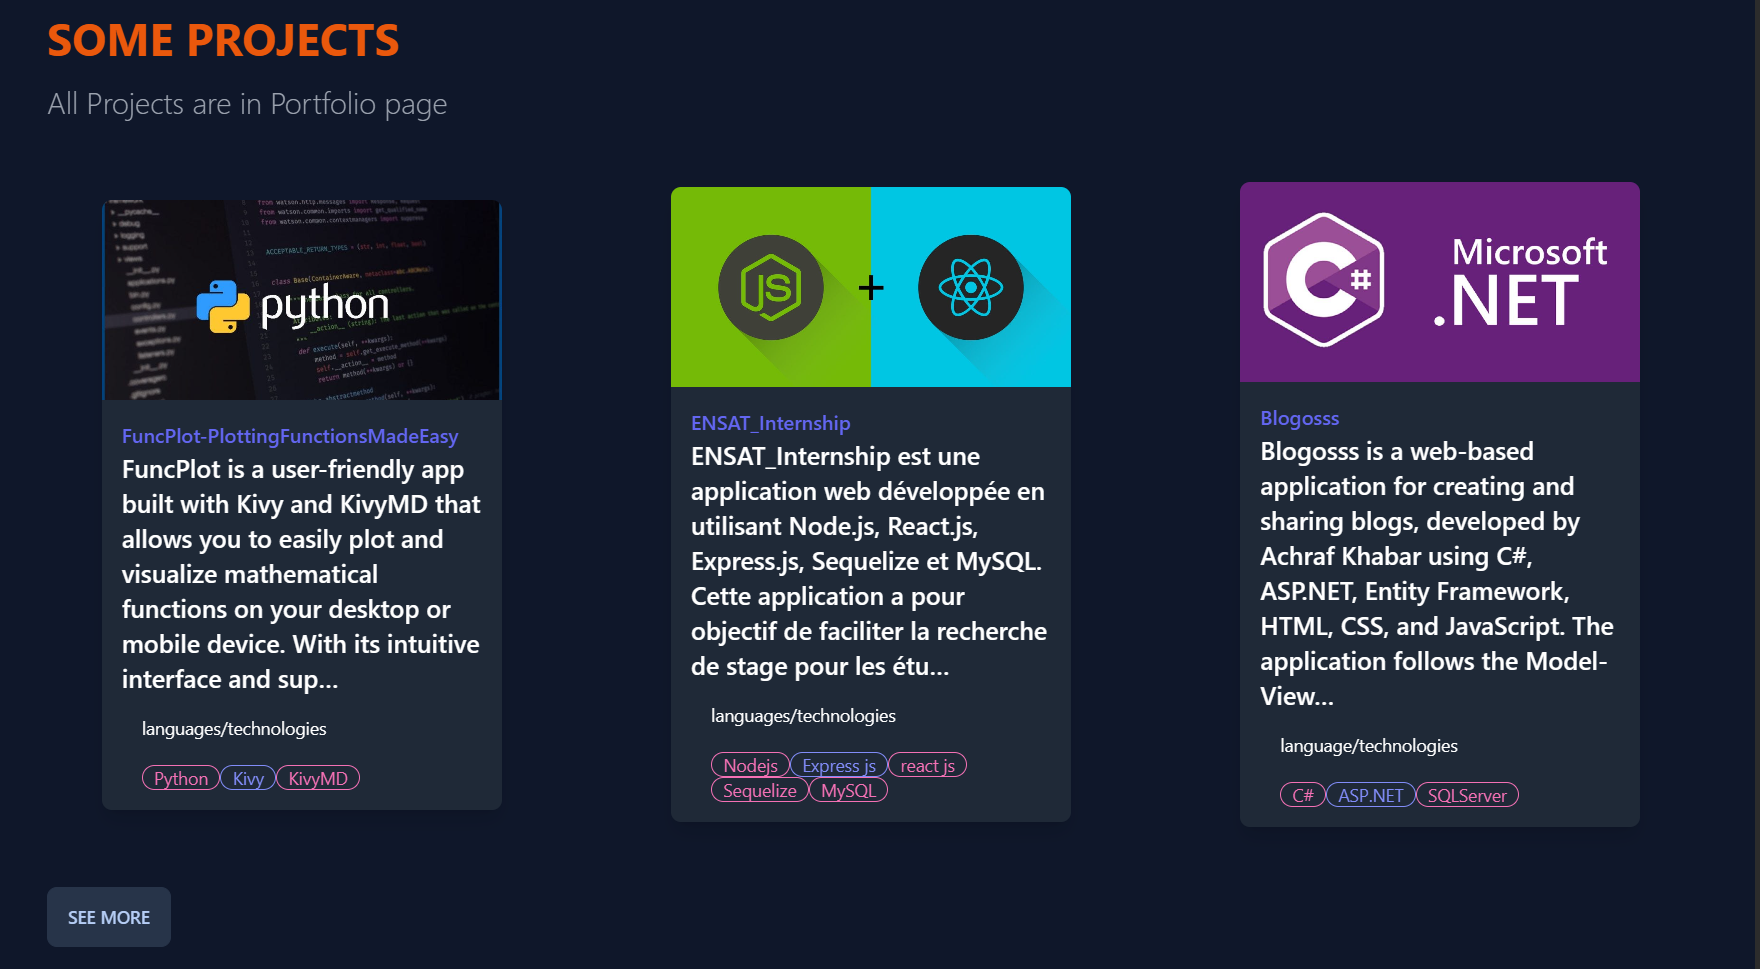 SOME PROJECTS
All Projects are in Portfolio page
python
FuncPlot-PlottingFunctionsMadeEasy
FuncPlot is a user-friendly app
built with Kivy and KivyMD that
allows you to easily plot and
visualize mathematical
functions on your desktop or
mobile device. With its intuitive
interface and sup...
languages/technologies
Python Kivy KivyMD
JS
+
ENSAT_Internship
ENSAT_Internship est une
application web développée en
utilisant Node.js, React.js,
Express.js, Sequelize et MySQL.
Cette application a pour
objectif de faciliter la recherche
de stage pour les étu...
languages/technologies
Nodejs Express js react js
Sequelize MySQL
C#
Microsoft
.NET
Blogosss
Blogosss is a web-based
application for creating and
sharing blogs, developed by
Achraf Khabar using C#,
ASP.NET, Entity Framework,
HTML, CSS, and JavaScript. The
application follows the Model-
View...
language/technologies
C# ASP.NET SQLServer
SEE MORE